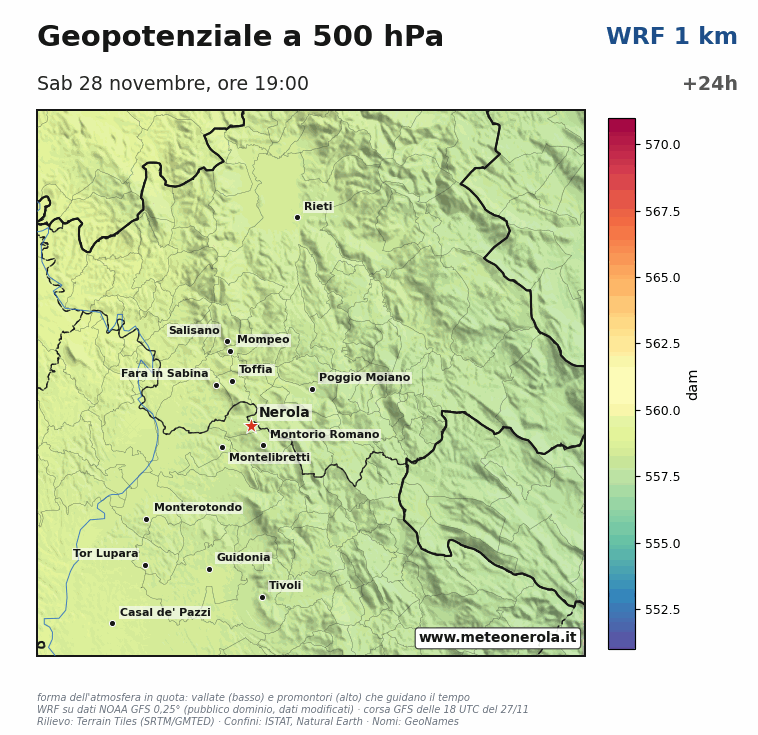 Geopotenziale a 500 hPa
WRF 1 km
Sab 28 novembre, ore 19:00
+24h
Rieti
Salisano
Mompeo
Toffia
Fara in Sabina
Poggio Moiano
Nerola
Montorio Romano
Montelibretti
Monterotondo
Tor Lupara
Guidonia
Tivoli
Casal de' Pazzi
www.meteonerola.it
570.0
567.5
565.0
562.5
560.0
557.5
555.0
552.5
dam
forma dell'atmosfera in quota: vallate (basso) e promontori (alto) che guidano il tempo
WRF su dati NOAA GFS 0,25° (pubblico dominio, dati modificati) · corsa GFS delle 18 UTC del 27/11
Rilievo: Terrain Tiles (SRTM/GMTED) · Confini: ISTAT, Natural Earth · Nomi: GeoNames